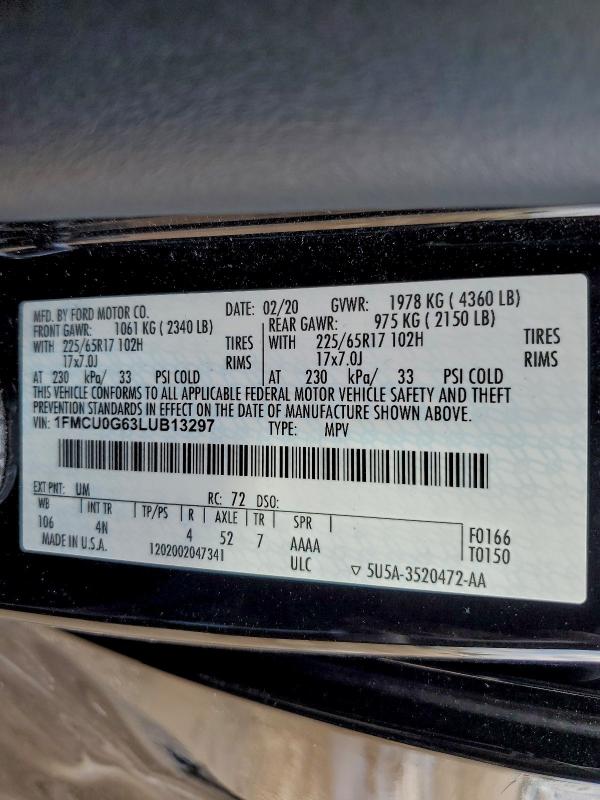 MFD. BY FORD MOTOR CO. DATE: 02/20 GVWR: 1978 KG ( 4360 LB)
FRONT GAWR: 1061 KG ( 2340 LB) REAR GAWR: 975 KG ( 2150 LB)
WITH 225/65R17 102H TIRES WITH 225/65R17 102H TIRES
17x7.0J RIMS 17x7.0J RIMS
AT 230 kPa/ 33 PSI COLD AT 230 kPa/ 33 PSI COLD
THIS VEHICLE CONFORMS TO ALL APPLICABLE FEDERAL MOTOR VEHICLE SAFETY AND THEFT
PREVENTION STANDARDS IN EFFECT ON THE DATE OF MANUFACTURE SHOWN ABOVE.
VIN: 1FMCU0G63LUB13297 TYPE: MPV
EXT PNT: UM RC: 72 DSO:
WB INT TR TP/PS R AXLE TR SPR
106 4N 4 52 7 AAAA F0166
MADE IN U.S.A. 1202002047341 ULC T0150
▽ 5U5A-3520472-AA